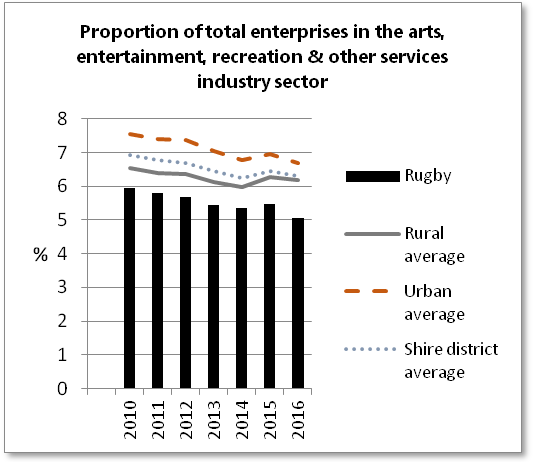 Proportion of total enterprises in the arts,
entertainment, recreation & other services
industry sector
8
7
6
5
4
3
2
1
0
%
2010
2011
2012
2013
2014
2015
2016
Rugby
Rural
average
Urban
average
Shire district
average